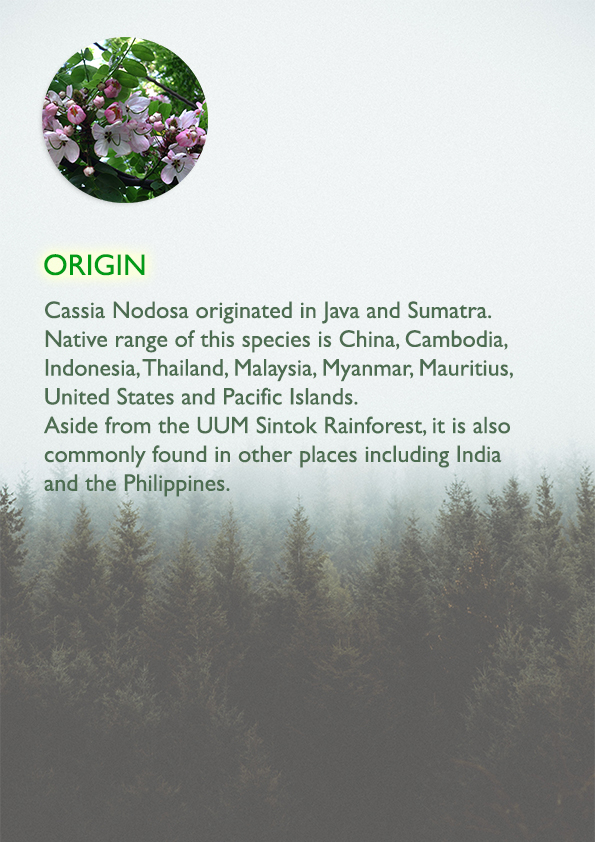 ORIGIN
Cassia Nodosa originated in Java and Sumatra.
Native range of this species is China, Cambodia,
Indonesia, Thailand, Malaysia, Myanmar, Mauritius,
United States and Pacific Islands.
Aside from the UUM Sintok Rainforest, it is also
commonly found in other places including India
and the Philippines.